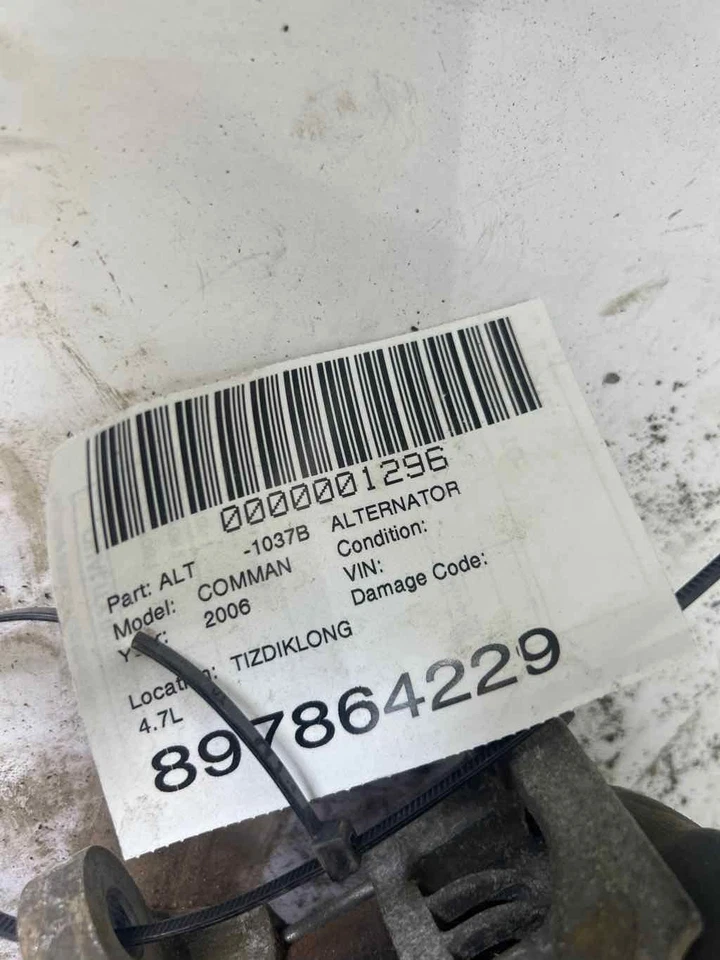 0000001296
Part: ALT -1037B ALTERNATOR
Model: COMMAN Condition:
2006 VIN:
Damage Code:
TIZDIKLONG
4.7L
897864229